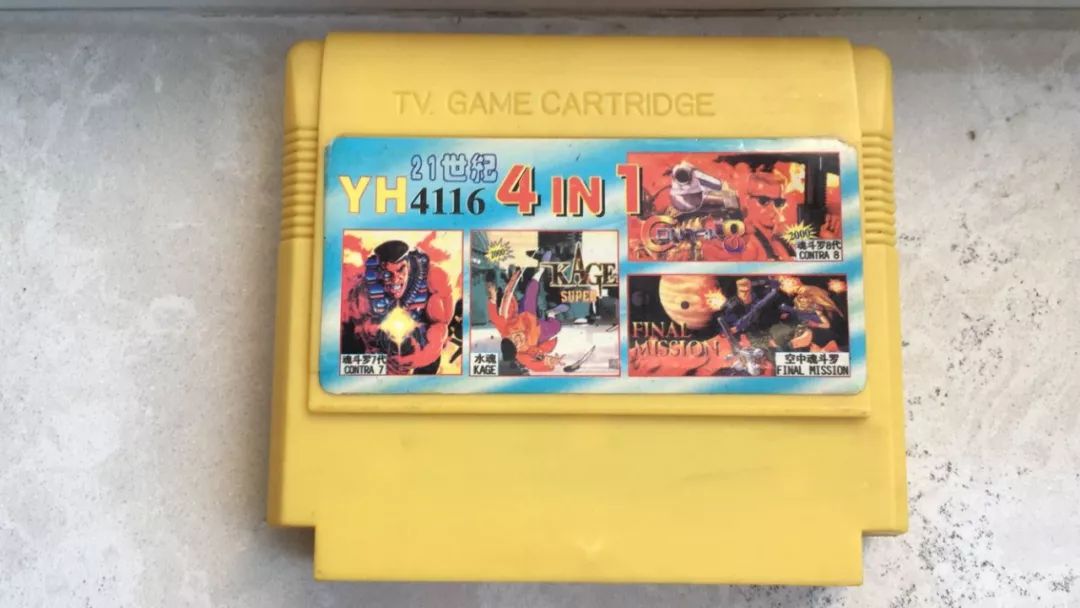 TV. GAME CARTRIDGE
21世紀
YH 4116 4 IN 1
2000
魂斗罗8代
CONTRA 8
2000
KAGE
SUPER
FINAL
MISSION
魂斗罗7代
CONTRA 7
水魂
KAGE
空中魂斗罗
FINAL MISSION